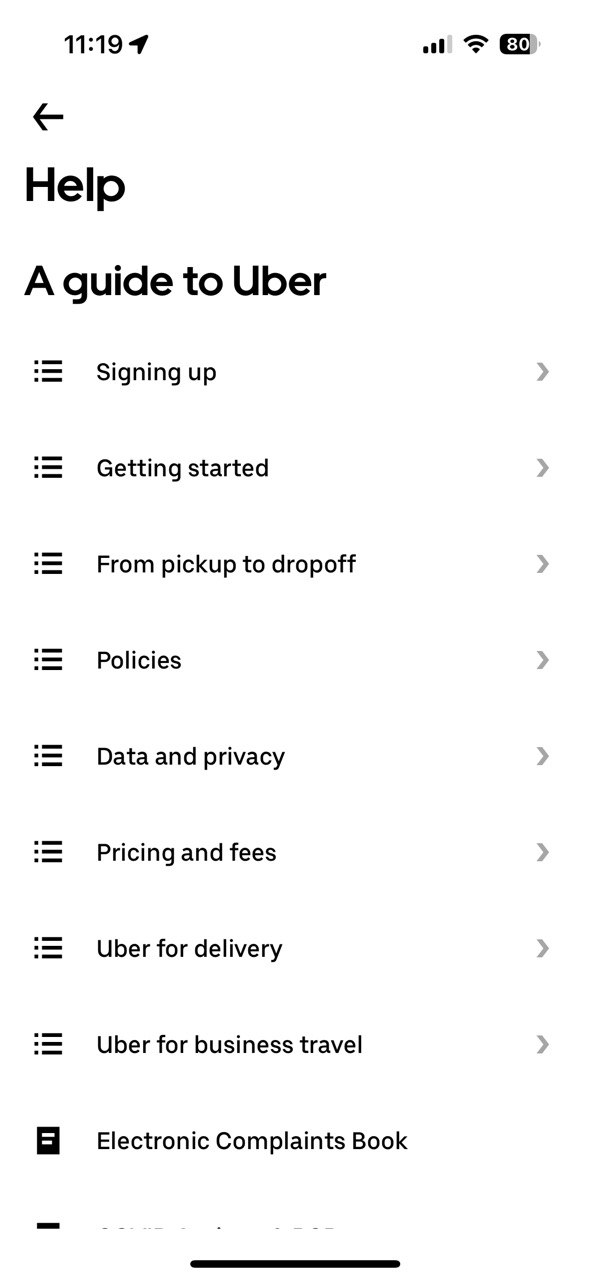 11:19
80
Help
A guide to Uber
Signing up
Getting started
From pickup to dropoff
Policies
Data and privacy
Pricing and fees
Uber for delivery
Uber for business travel
Electronic Complaints Book